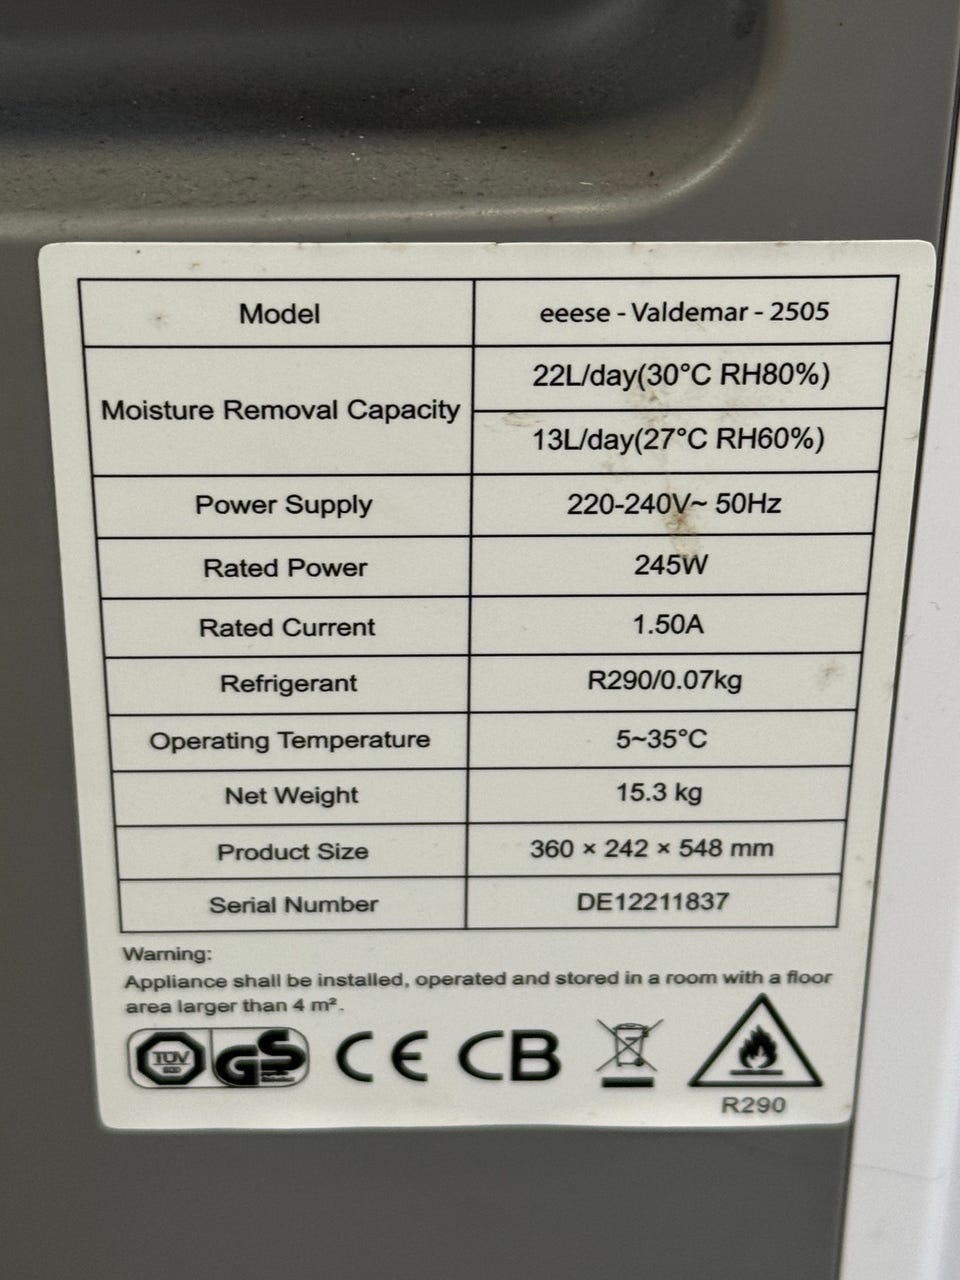 Model eeese - Valdemar - 2505
Moisture Removal Capacity 22L/day(30°C RH80%)
13L/day(27°C RH60%)
Power Supply 220-240V~ 50Hz
Rated Power 245W
Rated Current 1.50A
Refrigerant R290/0.07kg
Operating Temperature 5~35°C
Net Weight 15.3 kg
Product Size 360 × 242 × 548 mm
Serial Number DE12211837
Warning:
Appliance shall be installed, operated and stored in a room with a floor
area larger than 4 m².
TÜV GS CE CB
R290